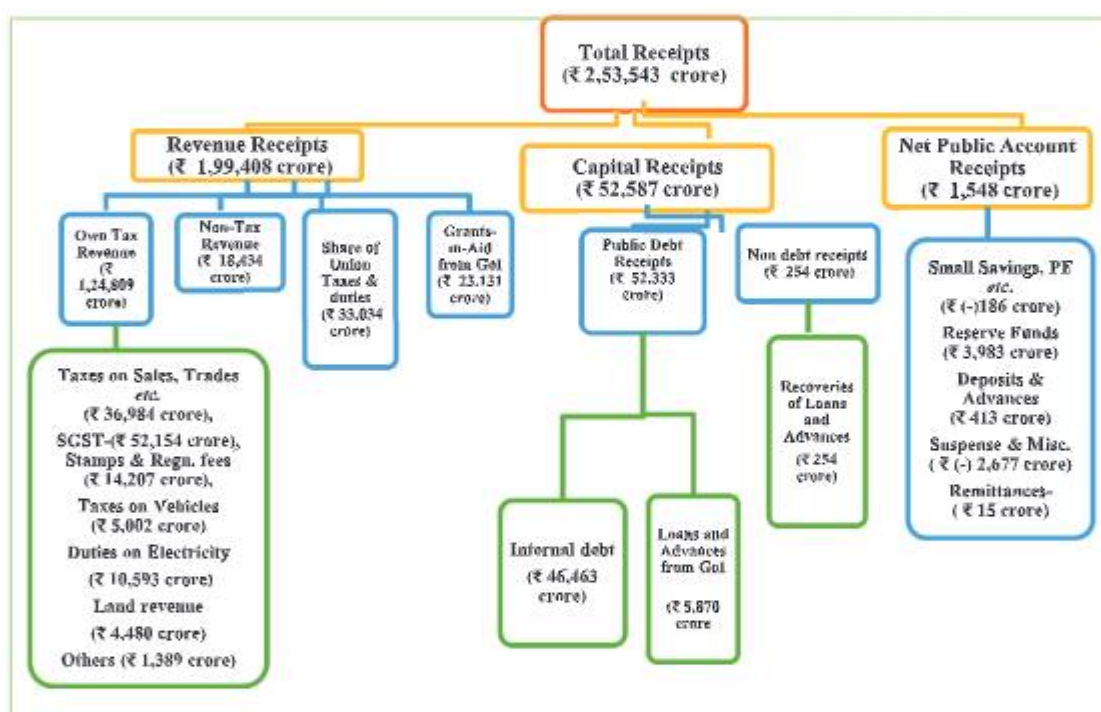 Total Receipts
(₹ 2,53,543 crore)
Revenue Receipts
(₹ 1,99,408 crore)
Capital Receipts
(₹ 52,587 crore)
Net Public Account
Receipts
(₹ 1,548 crore)
Own Tax
Revenue
(₹
1,24,809
crore)
Non-Tax
Revenue
(₹ 18,434
crore)
Share of
Union
Taxes &
duties
(₹ 33,034
crore)
Grants-
in-Aid
from GoI
(₹ 23,131
crore)
Public Debt
Receipts
(₹ 52,333
crore)
Non debt receipts
(₹ 254 crore)
Small Savings, PF
etc.
(₹ (-)186 crore)
Reserve Funds
(₹ 3,983 crore)
Deposits &
Advances
(₹ 413 crore)
Suspense & Misc.
(₹ (-) 2,677 crore)
Remittances-
(₹ 15 crore)
Taxes on Sales, Trades
etc.
(₹ 36,984 crore),
SGST-(₹ 52,154 crore),
Stamps & Regn. fees
(₹ 14,207 crore),
Taxes on Vehicles
(₹ 5,002 crore)
Duties on Electricity
(₹ 10,593 crore)
Land revenue
(₹ 4,480 crore)
Others (₹ 1,389 crore)
Internal debt
(₹ 46,463
crore)
Loans and
Advances
from GoI
(₹ 5,870
crore
Recoveries
of Loans
and
Advances
(₹ 254
crore)